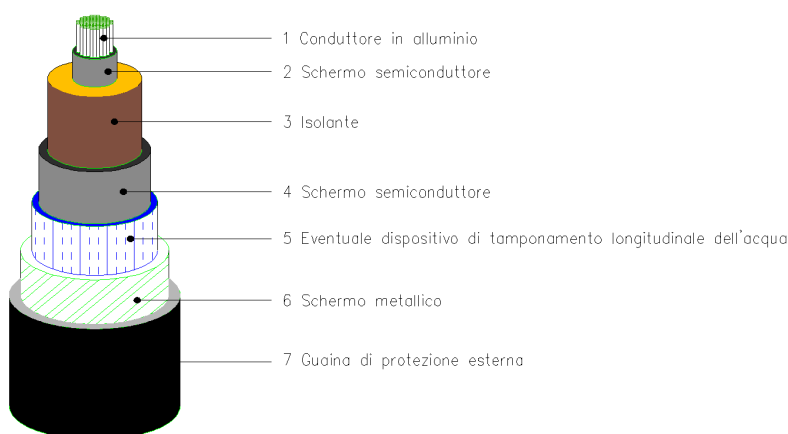 1 Conduttore in alluminio
2 Schermo semiconduttore
3 Isolante
4 Schermo semiconduttore
5 Eventuale dispositivo di tamponamento longitudinale dell'acqua
6 Schermo metallico
7 Guaina di protezione esterna